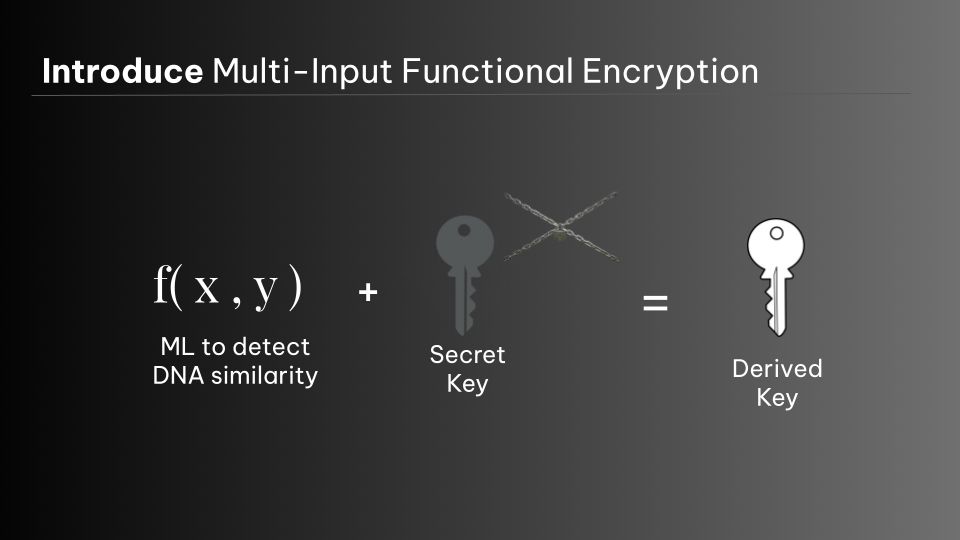 Introduce Multi-Input Functional Encryption
f( x , y )
+
=
ML to detect
DNA similarity
Secret
Key
Derived
Key